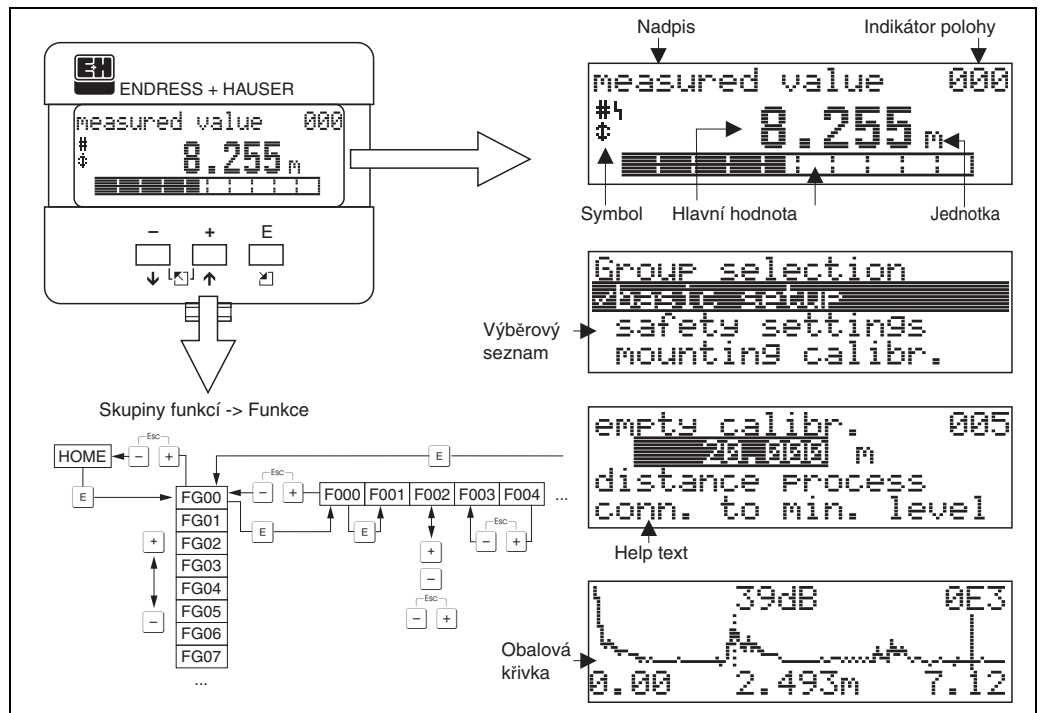 E+H
ENDRESS + HAUSER
measured value 000
#
8.255 m
– + E
Skupiny funkcí -> Funkce
Esc
HOME – +
E
E
FG00
FG01
FG02
FG03
FG04
FG05
FG06
FG07
...
+
–
Esc
– +
F000 F001 F002 F003 F004 ...
E
E
+
–
Esc
– +
Esc
– +
Nadpis
Indikátor polohy
measured value 000
#
8.255 m
Symbol
Hlavní hodnota
Jednotka
Výběrový
seznam
Group selection
basic setup
safety settings
mounting calibr.
empty calibr. 005
20.000 m
distance process
conn. to min. level
Help text
Obalová
křivka
39dB 0E3
0.00 2.493m 7.12